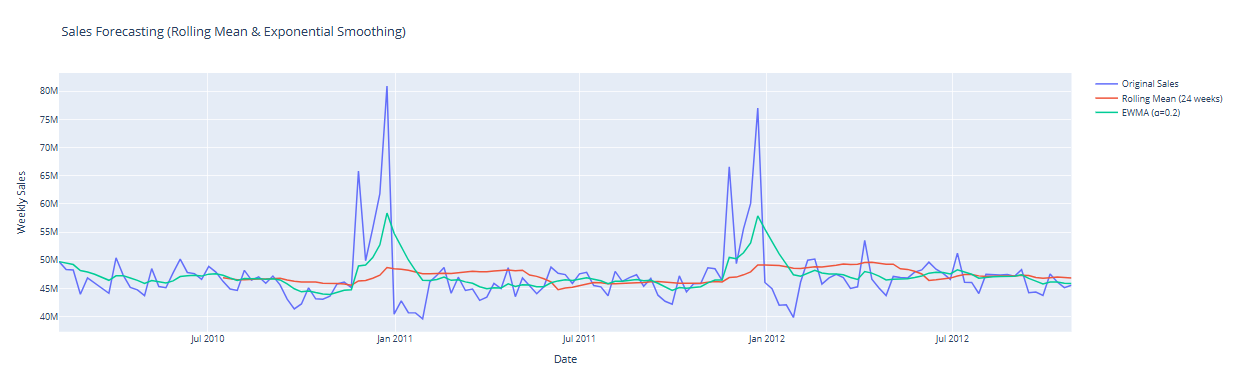 Sales Forecasting (Rolling Mean & Exponential Smoothing)
80M
75M
70M
65M
60M
55M
50M
45M
40M
Weekly Sales
Jul 2010
Jan 2011
Jul 2011
Jan 2012
Jul 2012
Date
Original Sales
Rolling Mean (24 weeks)
EWMA (α=0.2)